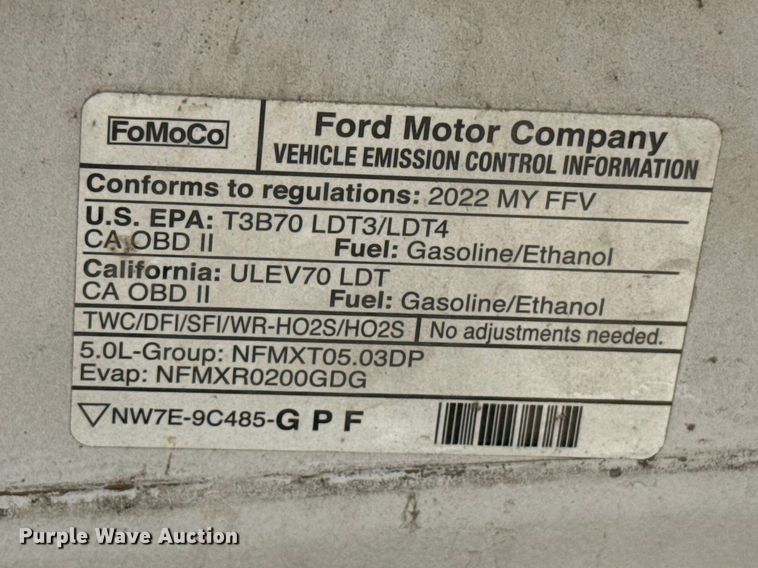 FoMoCo
Ford Motor Company
VEHICLE EMISSION CONTROL INFORMATION
Conforms to regulations: 2022 MY FFV
U.S. EPA: T3B70 LDT3/LDT4
CA OBD II Fuel: Gasoline/Ethanol
California: ULEV70 LDT
CA OBD II Fuel: Gasoline/Ethanol
TWC/DFI/SFI/WR-HO2S/HO2S No adjustments needed.
5.0L-Group: NFMXT05.03DP
Evap: NFMXR0200GDG
NW7E-9C485-G P F
Purple Wave Auction